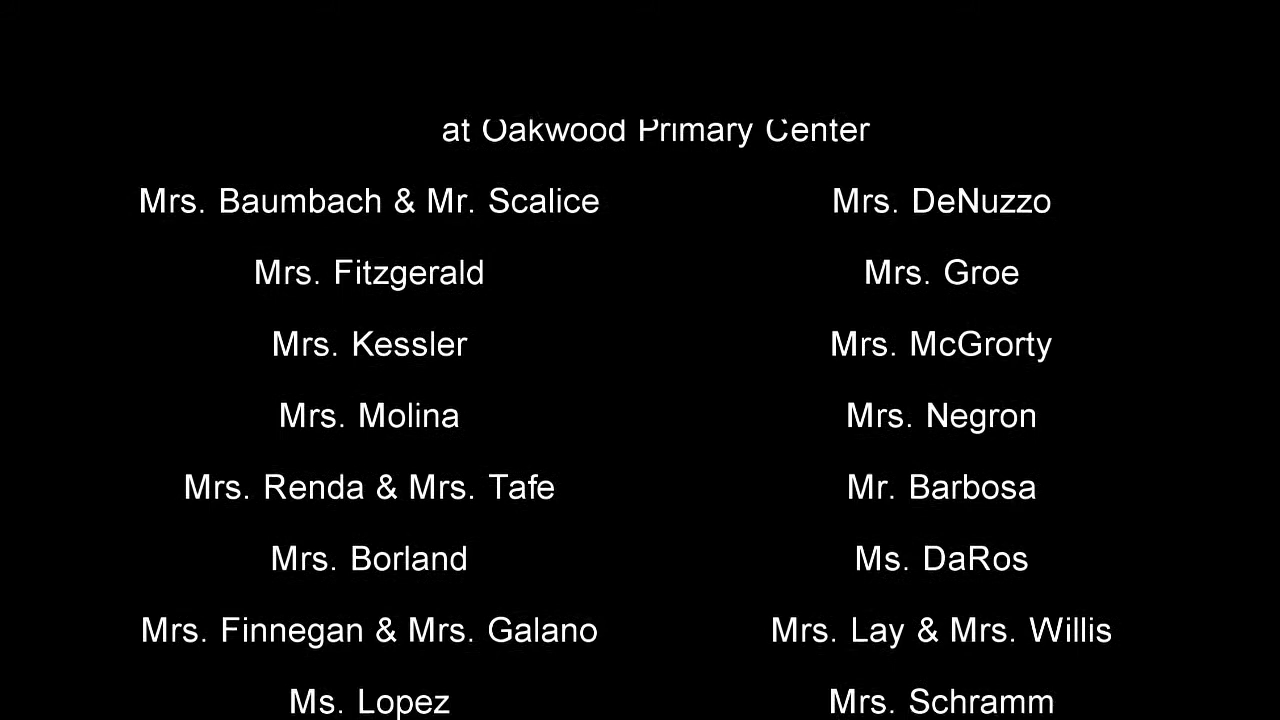 at Oakwood Primary Center
Mrs. Baumbach & Mr. Scalice
Mrs. DeNuzzo
Mrs. Fitzgerald
Mrs. Groe
Mrs. Kessler
Mrs. McGrorty
Mrs. Molina
Mrs. Negron
Mrs. Renda & Mrs. Tafe
Mr. Barbosa
Mrs. Borland
Ms. DaRos
Mrs. Finnegan & Mrs. Galano
Mrs. Lay & Mrs. Willis
Ms. Lopez
Mrs. Schramm